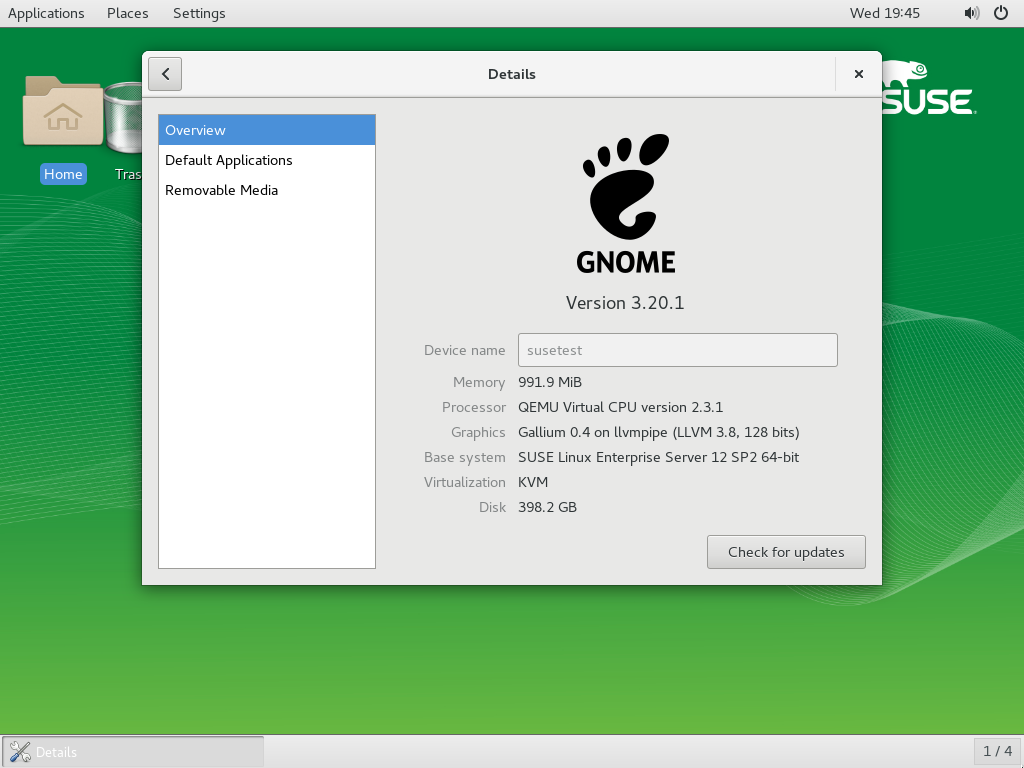 Applications Places Settings Wed 19:45
Details
SUSE
Overview
Default Applications
Removable Media
Home
Tras
GNOME
Version 3.20.1
Device name susetest
Memory 991.9 MiB
Processor QEMU Virtual CPU version 2.3.1
Graphics Gallium 0.4 on llvmpipe (LLVM 3.8, 128 bits)
Base system SUSE Linux Enterprise Server 12 SP2 64-bit
Virtualization KVM
Disk 398.2 GB
Check for updates
Details 1 / 4